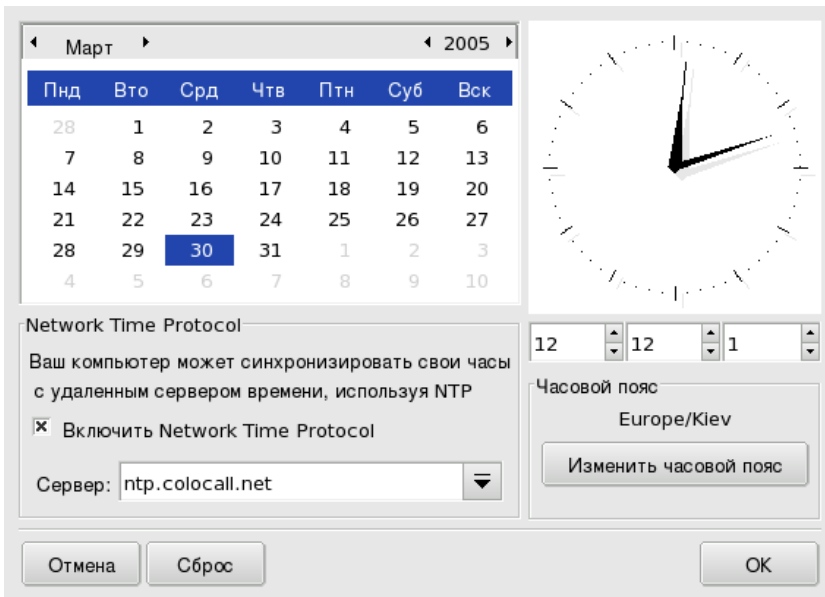 Март 2005
Пнд Вто Срд Чтв Птн Суб Вск
28 1 2 3 4 5 6
7 8 9 10 11 12 13
14 15 16 17 18 19 20
21 22 23 24 25 26 27
28 29 30 31 1 2 3
4 5 6 7 8 9 10
12 12 1
Network Time Protocol
Ваш компьютер может синхронизировать свои часы
с удаленным сервером времени, используя NTP
Включить Network Time Protocol
Сервер: ntp.colocall.net
Часовой пояс
Europe/Kiev
Изменить часовой пояс
Отмена Сброс OK